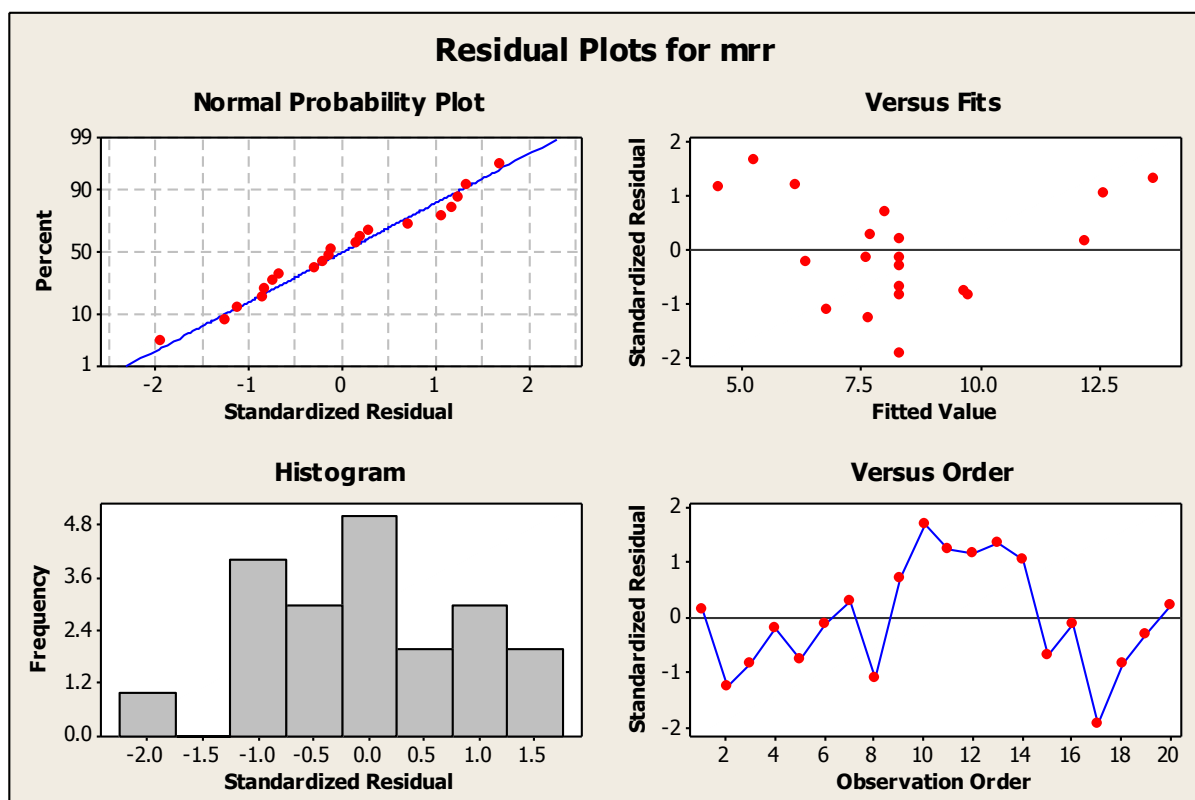 Residual Plots for mrr
Normal Probability Plot
99
90
50
10
1
Percent
-2 -1 0 1 2
Standardized Residual
Versus Fits
2
1
0
-1
-2
Standardized Residual
5.0 7.5 10.0 12.5
Fitted Value
Histogram
4.8
3.6
2.4
1.2
0.0
Frequency
-2.0 -1.5 -1.0 -0.5 0.0 0.5 1.0 1.5
Standardized Residual
Versus Order
2
1
0
-1
-2
Standardized Residual
2 4 6 8 10 12 14 16 18 20
Observation Order